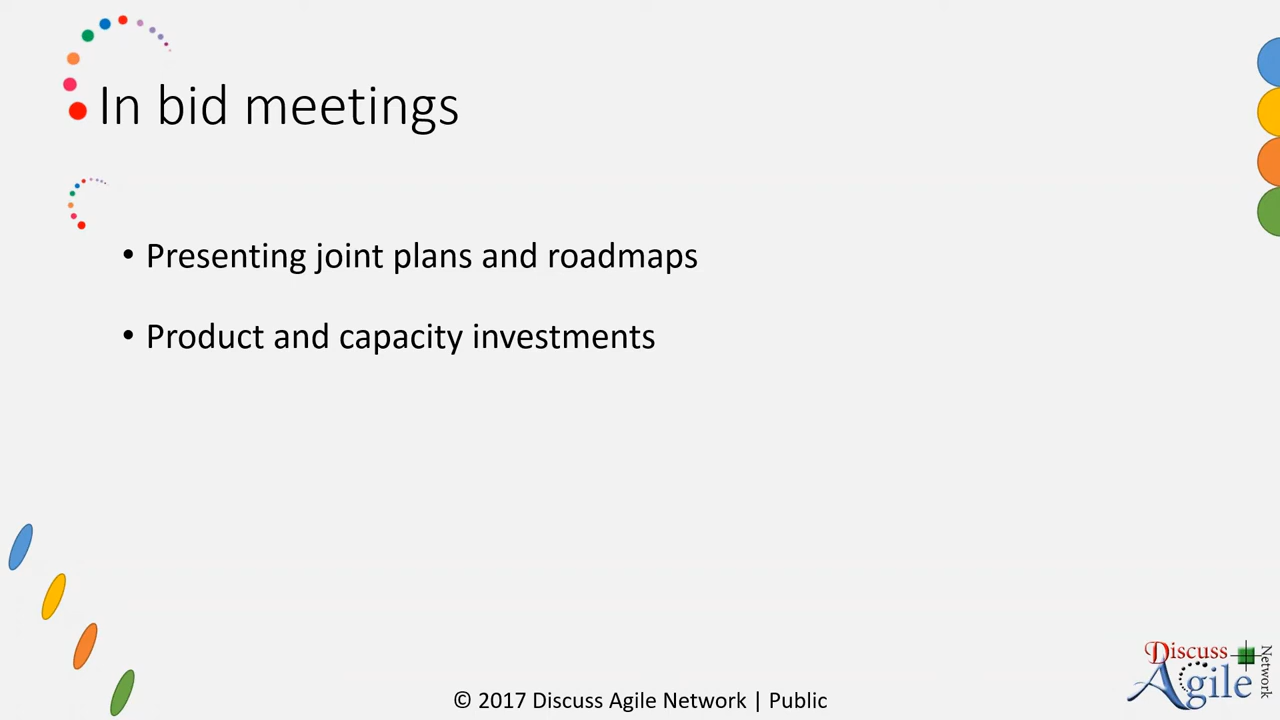 In bid meetings
• Presenting joint plans and roadmaps
• Product and capacity investments
© 2017 Discuss Agile Network | Public
Discuss
Agile
Network